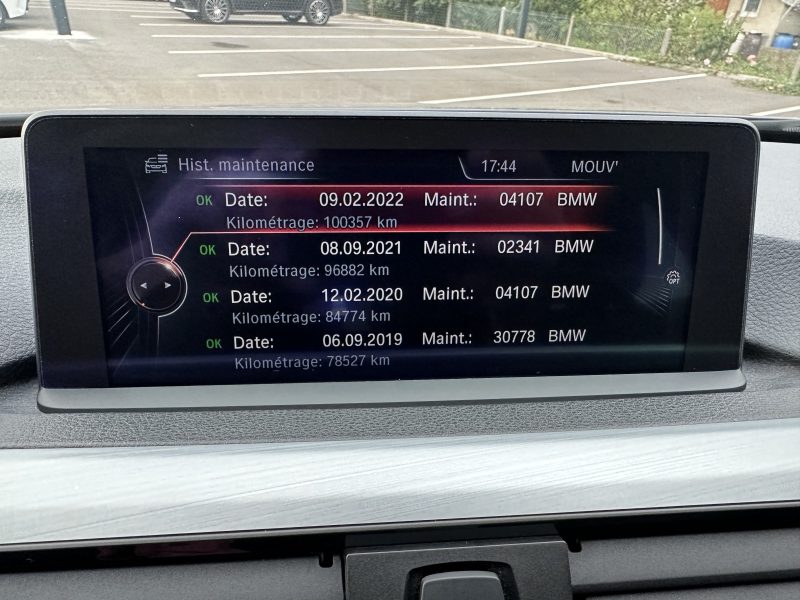 Hist. maintenance 17:44 MOUV'
OK Date: 09.02.2022 Maint.: 04107 BMW
Kilométrage: 100357 km
OK Date: 08.09.2021 Maint.: 02341 BMW
Kilométrage: 96882 km
OK Date: 12.02.2020 Maint.: 04107 BMW
Kilométrage: 84774 km
OK Date: 06.09.2019 Maint.: 30778 BMW
Kilométrage: 78527 km
OPT